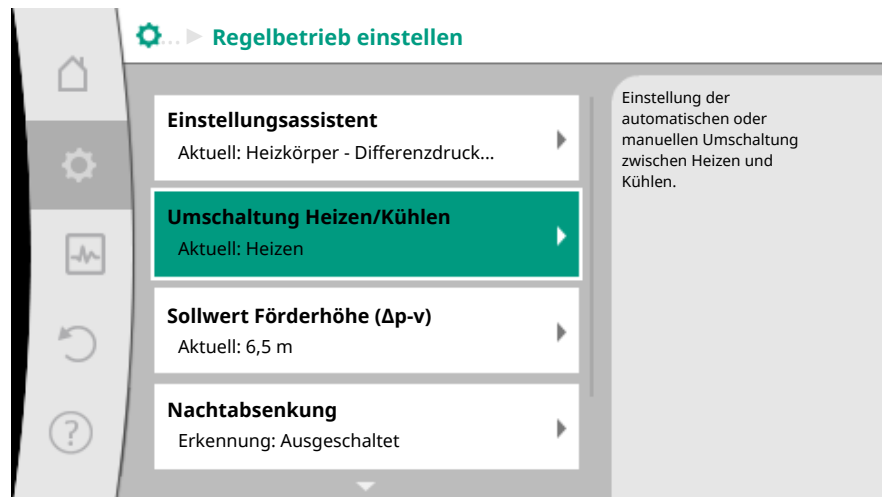 ... Regelbetrieb einstellen
Einstellungsassistent
Aktuell: Heizkörper - Differenzdruck...
Umschaltung Heizen/Kühlen
Aktuell: Heizen
Sollwert Förderhöhe (Δp-v)
Aktuell: 6,5 m
Nachtabsenkung
Erkennung: Ausgeschaltet
Einstellung der
automatischen oder
manuellen Umschaltung
zwischen Heizen und
Kühlen.
?